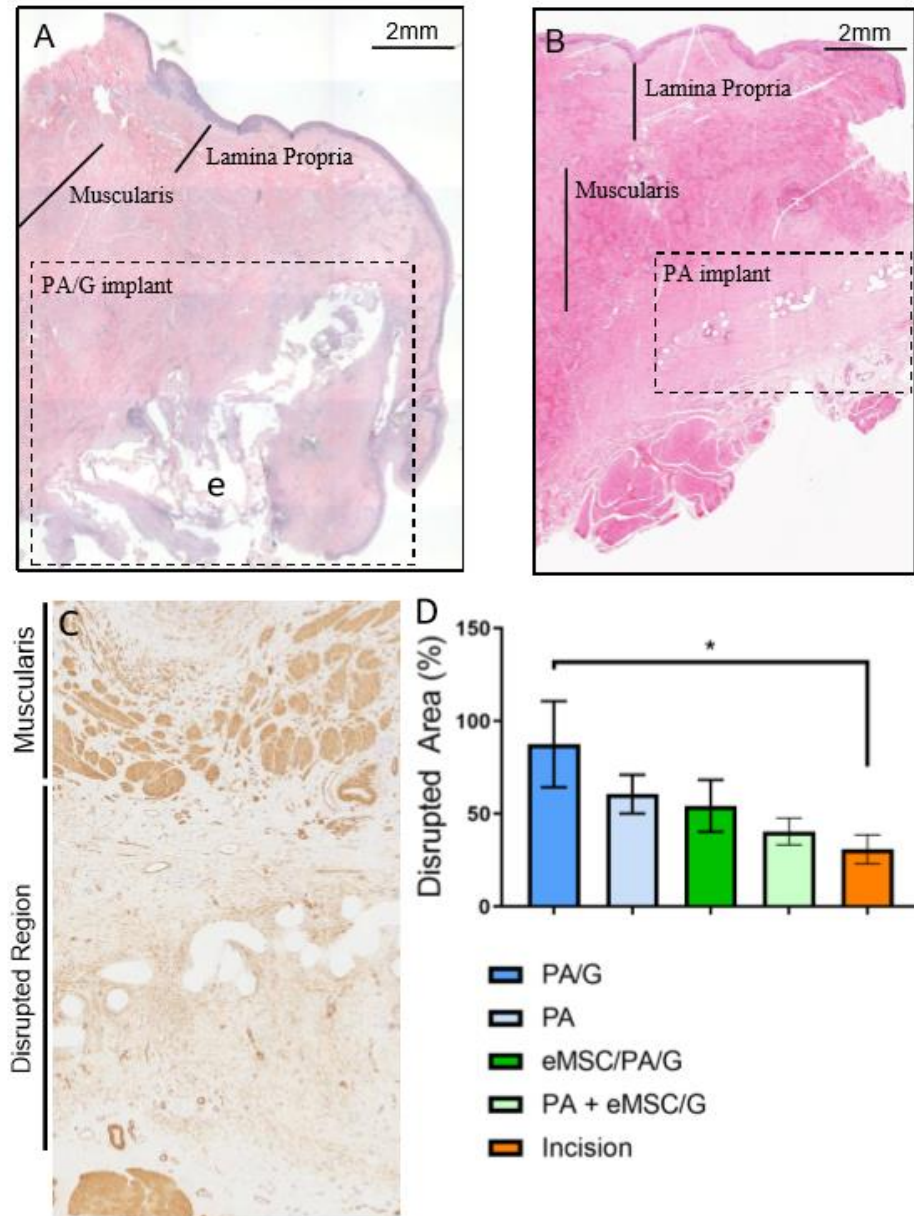 A
2mm
Lamina Propria
Muscularis
PA/G implant
e
B
2mm
Lamina Propria
Muscularis
PA implant
C
Muscularis
Disrupted Region
D
Disrupted Area (%)
150
100
50
0
*
PA/G
PA
eMSC/PA/G
PA + eMSC/G
Incision